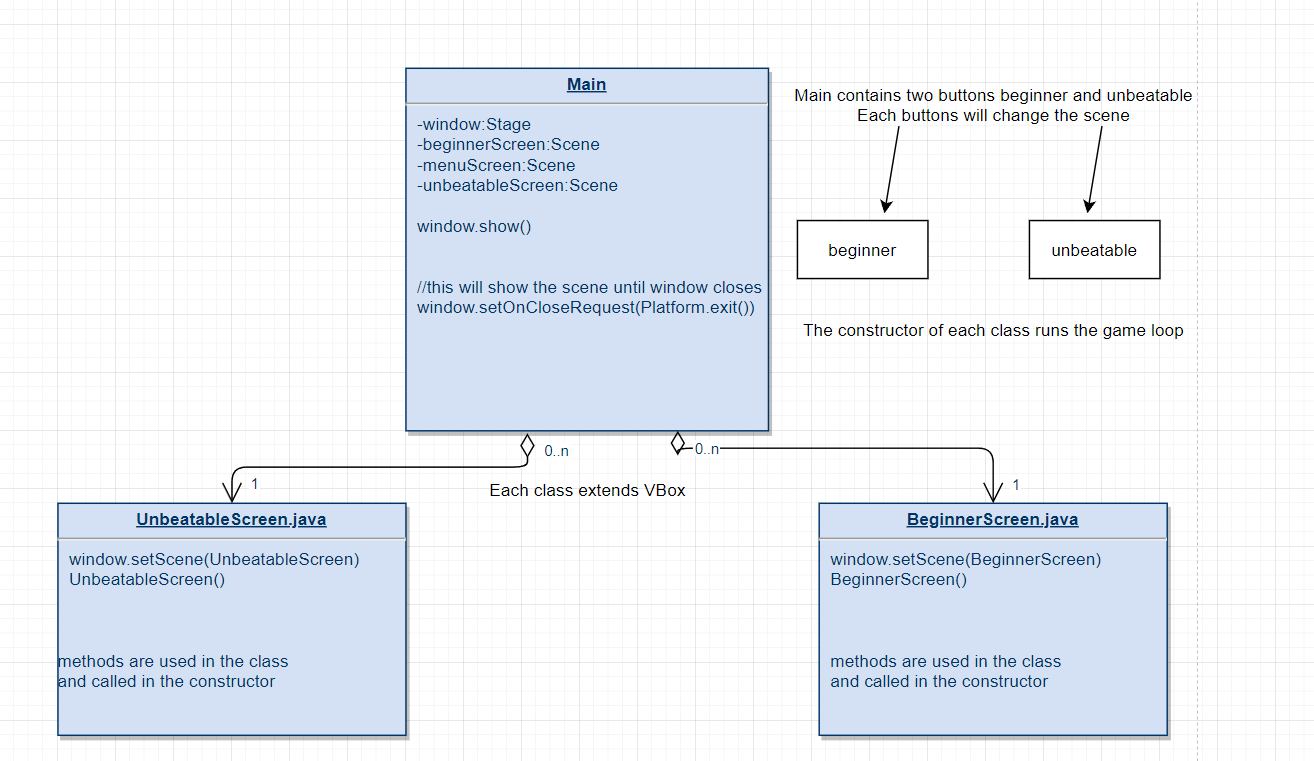 Main
-window:Stage
-beginnerScreen:Scene
-menuScreen:Scene
-unbeatableScreen:Scene
window.show()
//this will show the scene until window closes
window.setOnCloseRequest(Platform.exit())
Main contains two buttons beginner and unbeatable
Each buttons will change the scene
beginner
unbeatable
The constructor of each class runs the game loop
0..n
0..n
1
1
Each class extends VBox
UnbeatableScreen.java
window.setScene(UnbeatableScreen)
UnbeatableScreen()
methods are used in the class
and called in the constructor
BeginnerScreen.java
window.setScene(BeginnerScreen)
BeginnerScreen()
methods are used in the class
and called in the constructor